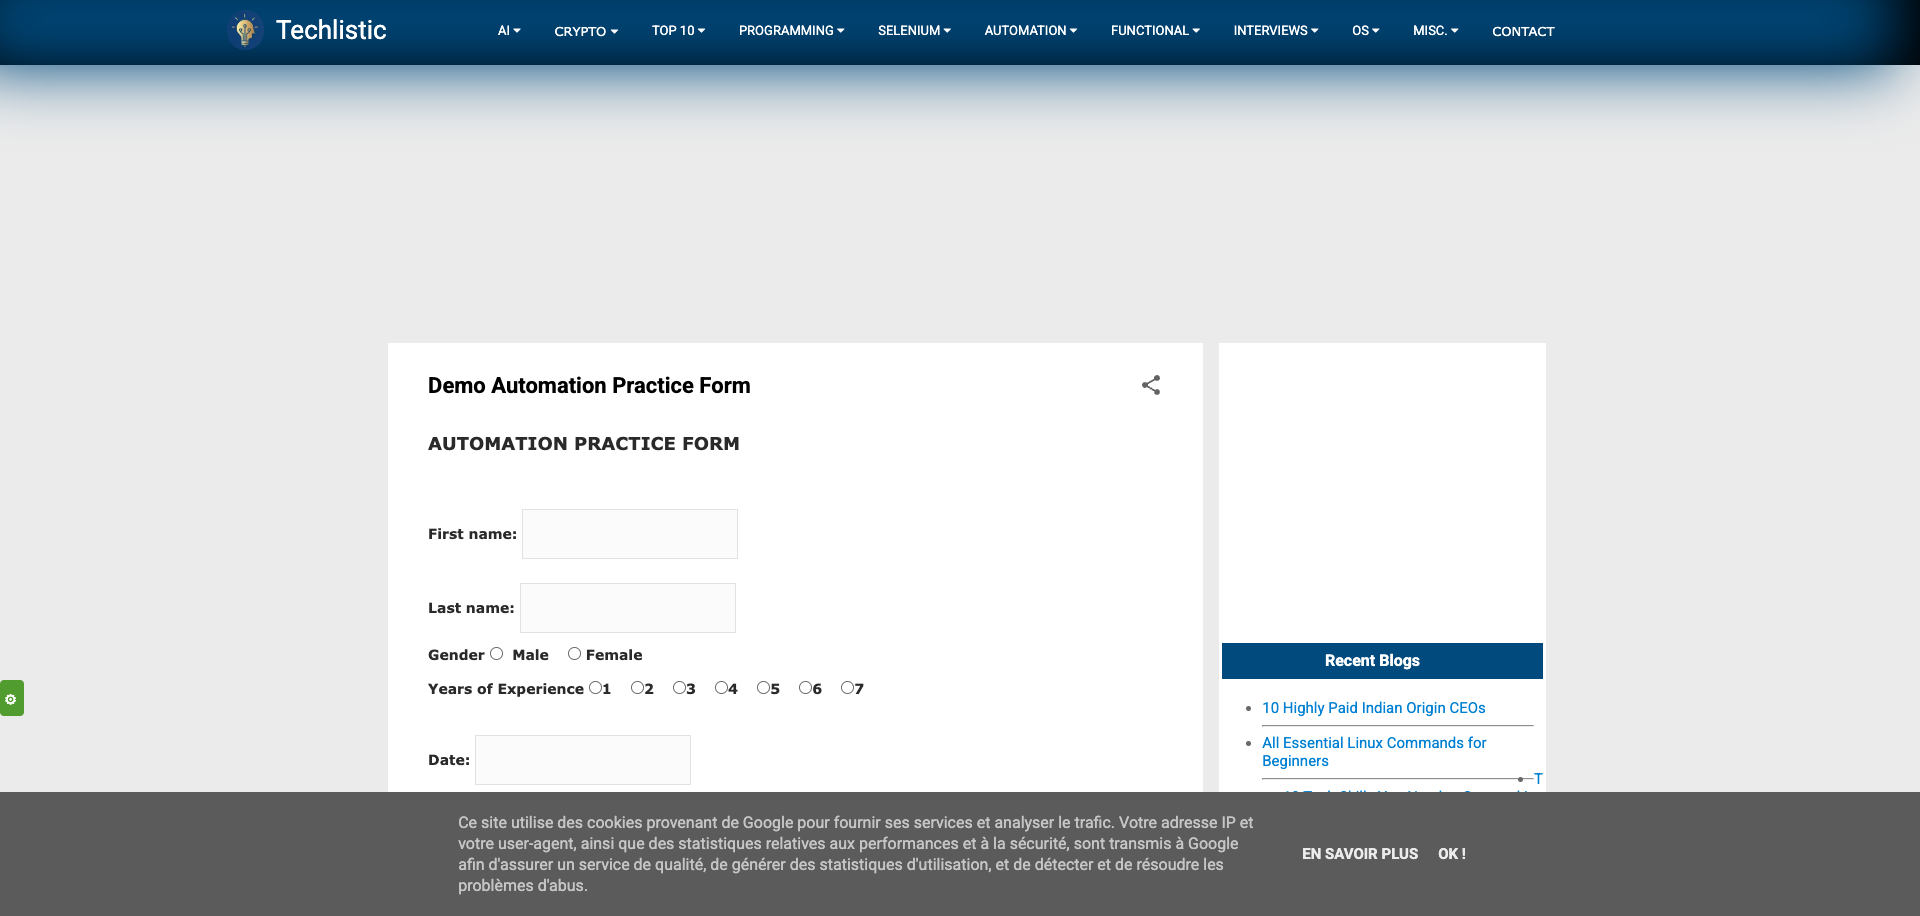 Techlistic
AI CRYPTO TOP 10 PROGRAMMING SELENIUM AUTOMATION FUNCTIONAL INTERVIEWS OS MISC. CONTACT
Demo Automation Practice Form
AUTOMATION PRACTICE FORM
First name:
Last name:
Gender Male Female
Years of Experience 1 2 3 4 5 6 7
Date:
Recent Blogs
10 Highly Paid Indian Origin CEOs
All Essential Linux Commands for
Beginners
T
Ce site utilise des cookies provenant de Google pour fournir ses services et analyser le trafic. Votre adresse IP et
votre user-agent, ainsi que des statistiques relatives aux performances et à la sécurité, sont transmis à Google
afin d'assurer un service de qualité, de générer des statistiques d'utilisation, et de détecter et de résoudre les
problèmes d'abus.
EN SAVOIR PLUS OK !